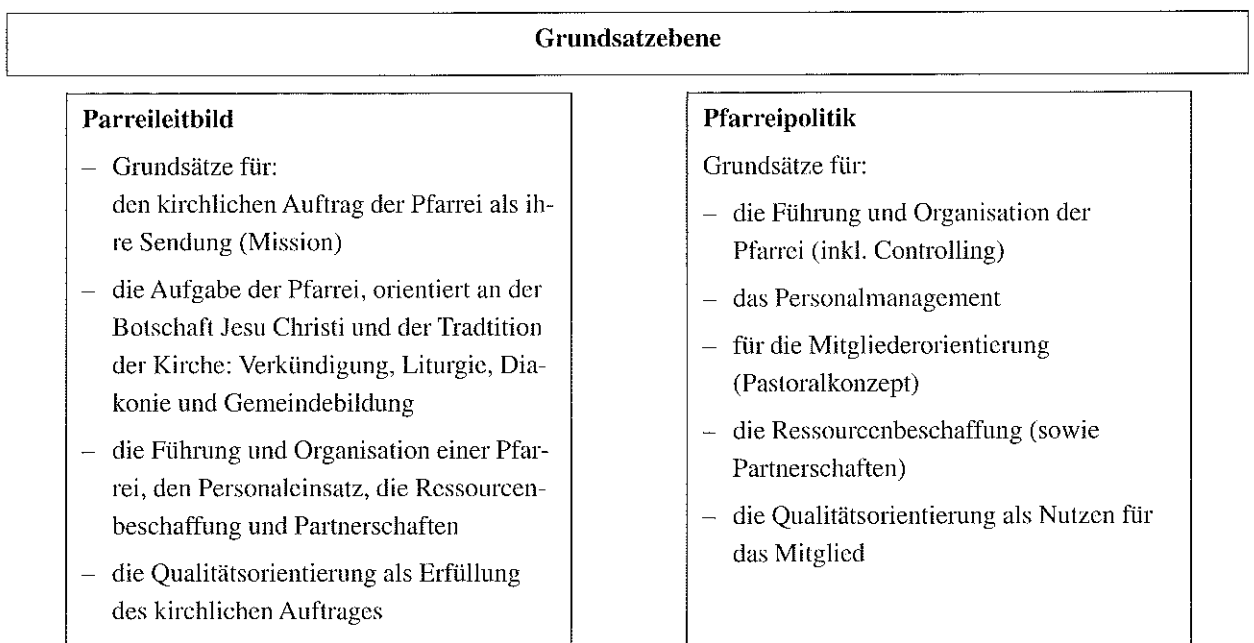 Grundsatzebene
Parreileitbild
– Grundsätze für:
den kirchlichen Auftrag der Pfarrei als ih-
re Sendung (Mission)
– die Aufgabe der Pfarrei, orientiert an der
Botschaft Jesu Christi und der Tradtition
der Kirche: Verkündigung, Liturgie, Dia-
konie und Gemeindebildung
– die Führung und Organisation einer Pfar-
rei, den Personaleinsatz, die Ressourcen-
beschaffung und Partnerschaften
– die Qualitätsorientierung als Erfüllung
des kirchlichen Auftrages
Pfarreipolitik
Grundsätze für:
– die Führung und Organisation der
Pfarrei (inkl. Controlling)
– das Personalmanagement
– für die Mitgliederorientierung
(Pastoralkonzept)
– die Ressourcenbeschaffung (sowie
Partnerschaften)
– die Qualitätsorientierung als Nutzen für
das Mitglied